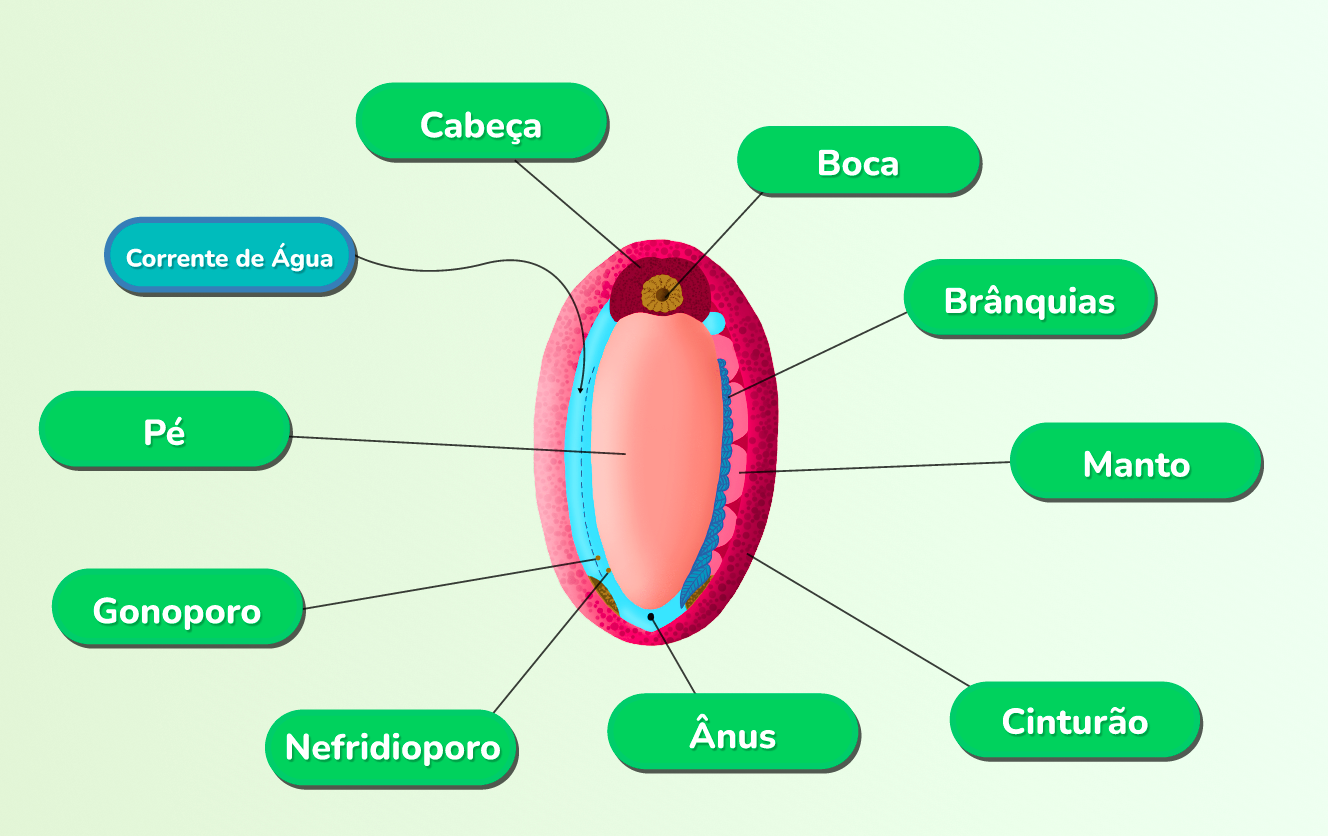 Cabeça
Boca
Corrente de Água
Brânquias
Pé
Manto
Gonoporo
Cinturão
Nefridioporo
Ânus